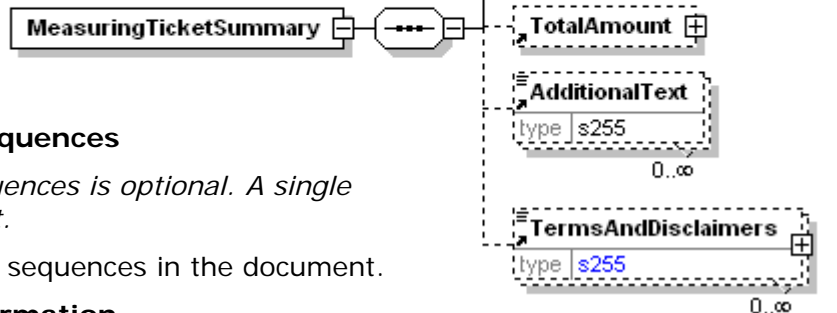 MeasuringTicketSummary
TotalAmount
AdditionalText
type s255
0..∞
TermsAndDisclaimers
type s255
0..∞
quences
uences is optional. A single
t.
sequences in the document.